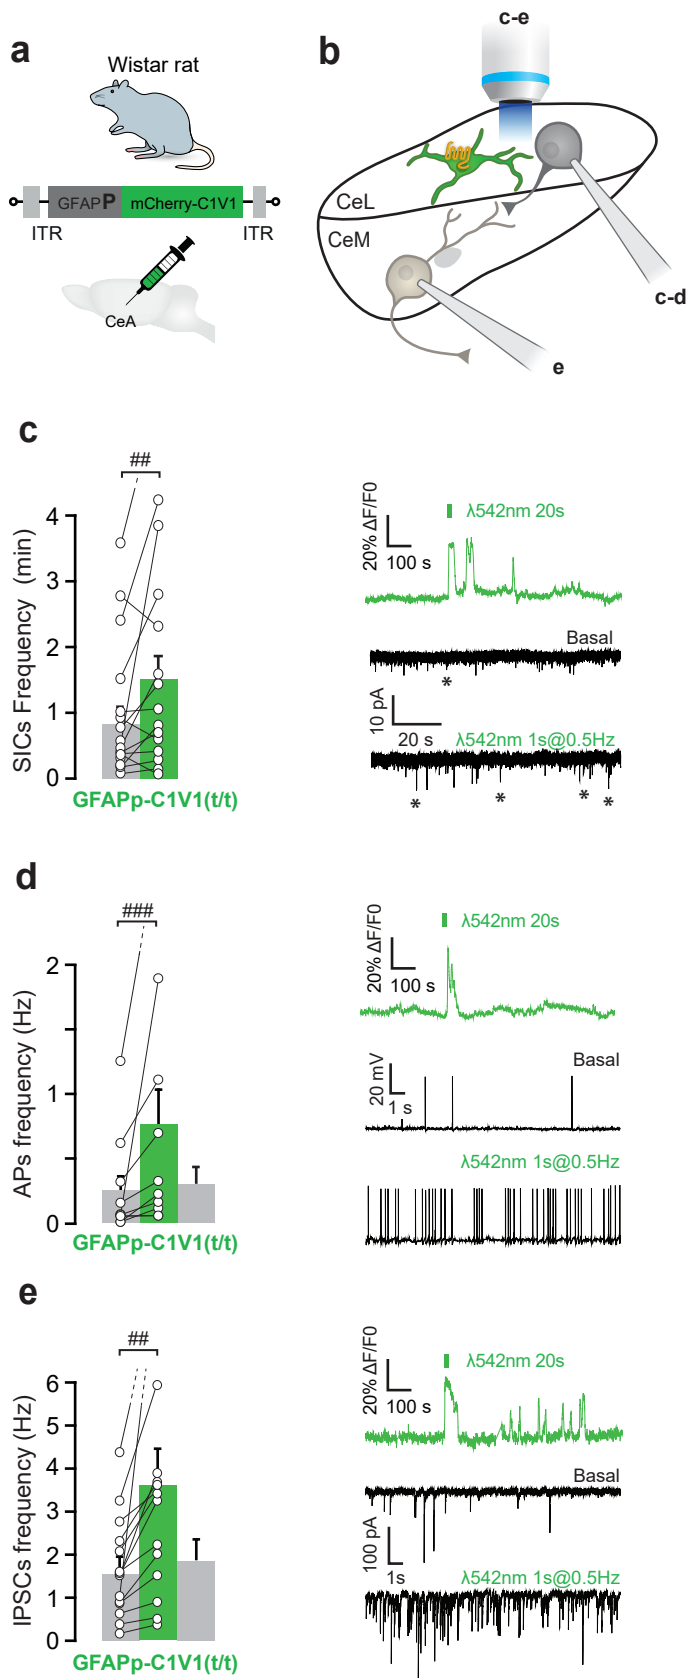 a
Wistar rat
GFAPP
mCherry-C1V1
ITR
ITR
CeA
b
c-e
CeL
CeM
c-d
e
c
##
SICs Frequency (min)
4
3
2
1
0
GFAPp-C1V1(t/t)
20% ΔF/F0
100 s
λ542nm 20s
Basal
*
10 pA
20 s
λ542nm 1s@0.5Hz
* * * *
d
###
APs frequency (Hz)
2
1
0
GFAPp-C1V1(t/t)
20% ΔF/F0
100 s
λ542nm 20s
Basal
20 mV
1 s
λ542nm 1s@0.5Hz
e
##
IPSCs frequency (Hz)
6
5
4
3
2
1
0
GFAPp-C1V1(t/t)
20% ΔF/F0
100 s
λ542nm 20s
Basal
100 pA
1s
λ542nm 1s@0.5Hz